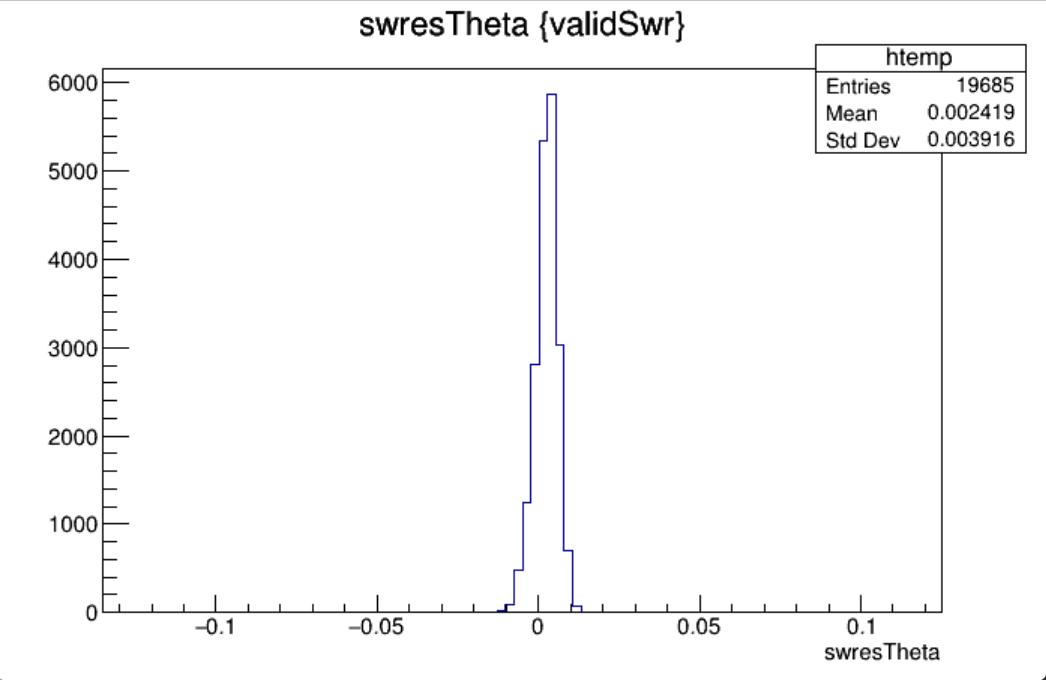 swresTheta {validSwr}
htemp
Entries 19685
Mean 0.002419
Std Dev 0.003916
6000
5000
4000
3000
2000
1000
0
−0.1 −0.05 0 0.05 0.1
swresTheta